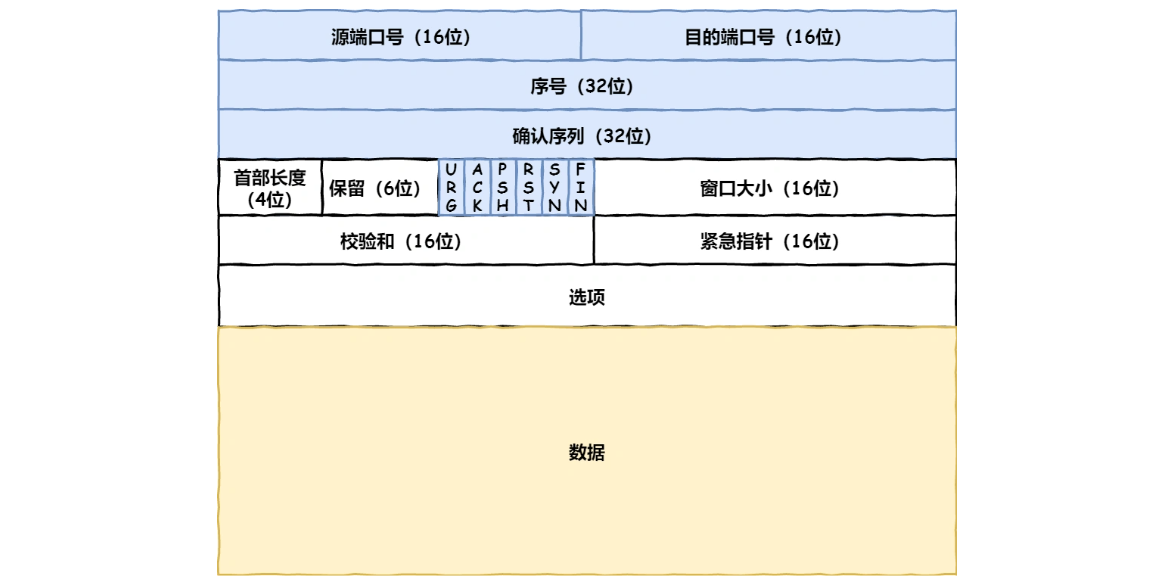 源端口号（16位） 目的端口号（16位）
序号（32位）
确认序列（32位）
首部长度
（4位）
保留（6位）
URG
ACK
PSH
RST
SYN
FIN
窗口大小（16位）
校验和（16位） 紧急指针（16位）
选项
数据